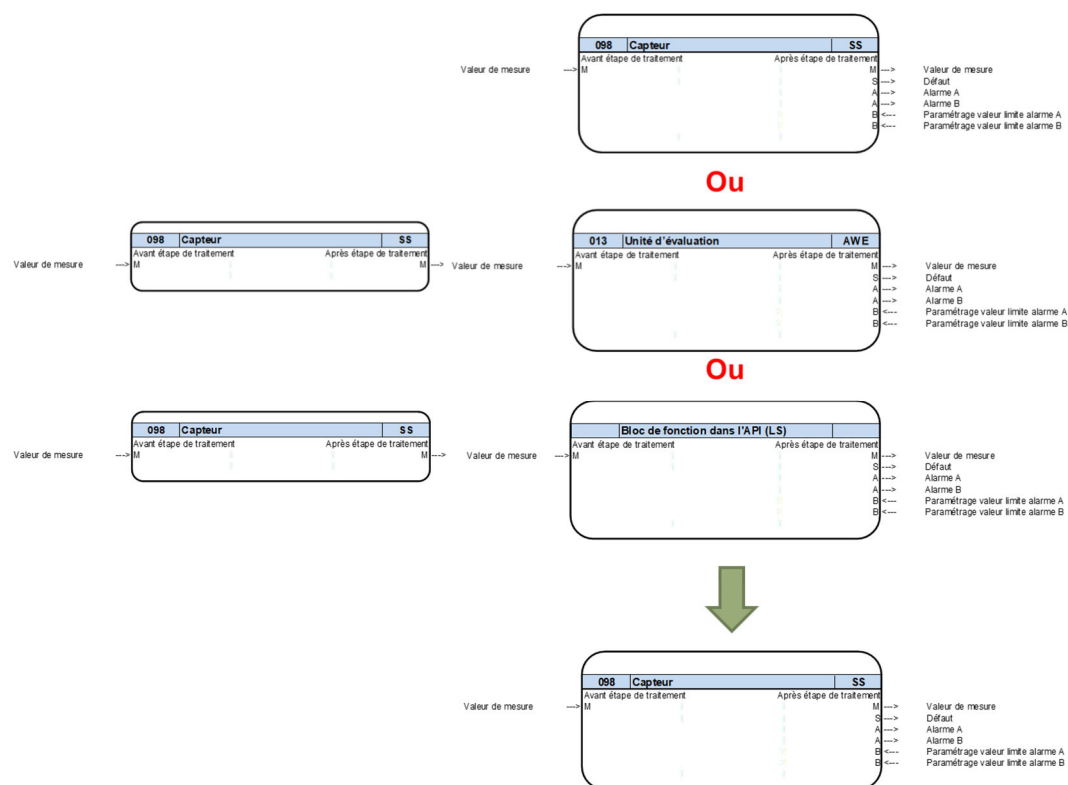 098 Capteur SS
Avant étape de traitement Après étape de traitement
Valeur de mesure ---> M M ---> Valeur de mesure
S ---> Défaut
A ---> Alarme A
A ---> Alarme B
B <--- Paramétrage valeur limite alarme A
B <--- Paramétrage valeur limite alarme B
Ou
098 Capteur SS
Avant étape de traitement Après étape de traitement
Valeur de mesure ---> M M ---> Valeur de mesure
013 Unité d'évaluation AWE
Avant étape de traitement Après étape de traitement
---> M M ---> Valeur de mesure
S ---> Défaut
A ---> Alarme A
A ---> Alarme B
B <--- Paramétrage valeur limite alarme A
B <--- Paramétrage valeur limite alarme B
Ou
098 Capteur SS
Avant étape de traitement Après étape de traitement
Valeur de mesure ---> M M ---> Valeur de mesure
Bloc de fonction dans l'API (LS)
Avant étape de traitement Après étape de traitement
---> M M ---> Valeur de mesure
S ---> Défaut
A ---> Alarme A
A ---> Alarme B
B <--- Paramétrage valeur limite alarme A
B <--- Paramétrage valeur limite alarme B
098 Capteur SS
Avant étape de traitement Après étape de traitement
Valeur de mesure ---> M M ---> Valeur de mesure
S ---> Défaut
A ---> Alarme A
A ---> Alarme B
B <--- Paramétrage valeur limite alarme A
B <--- Paramétrage valeur limite alarme B